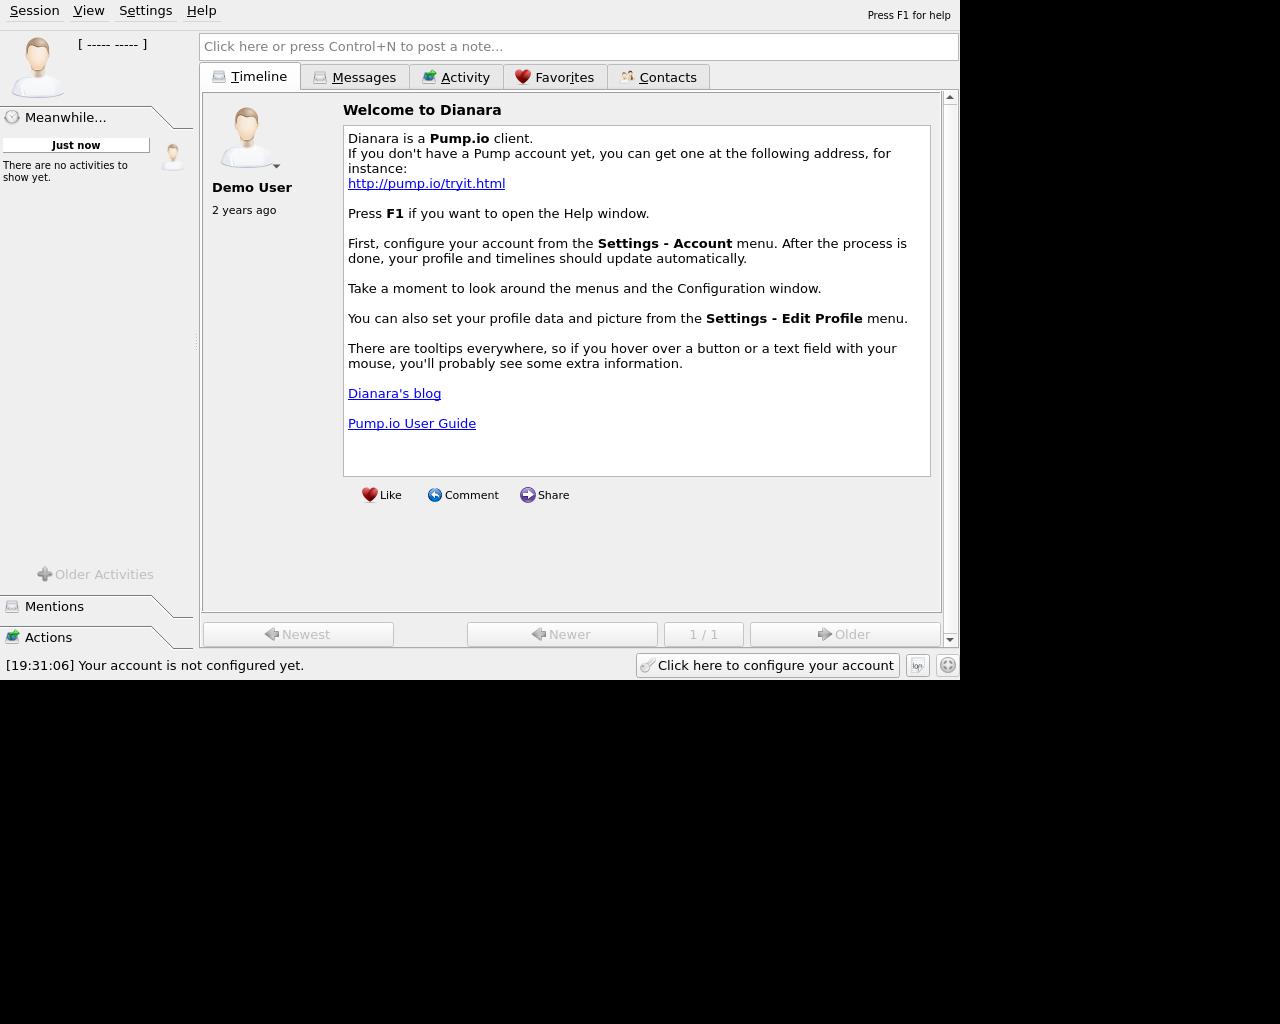 Session View Settings Help
Press F1 for help
[ ----- ----- ]
Click here or press Control+N to post a note...
Timeline Messages Activity Favorites Contacts
Meanwhile...
Just now
There are no activities to
show yet.
Older Activities
Mentions
Actions
Demo User
2 years ago
Welcome to Dianara
Dianara is a Pump.io client.
If you don't have a Pump account yet, you can get one at the following address, for
instance:
http://pump.io/tryit.html
Press F1 if you want to open the Help window.
First, configure your account from the Settings - Account menu. After the process is
done, your profile and timelines should update automatically.
Take a moment to look around the menus and the Configuration window.
You can also set your profile data and picture from the Settings - Edit Profile menu.
There are tooltips everywhere, so if you hover over a button or a text field with your
mouse, you'll probably see some extra information.
Dianara's blog
Pump.io User Guide
Like Comment Share
Newest Newer 1 / 1 Older
[19:31:06] Your account is not configured yet.
Click here to configure your account